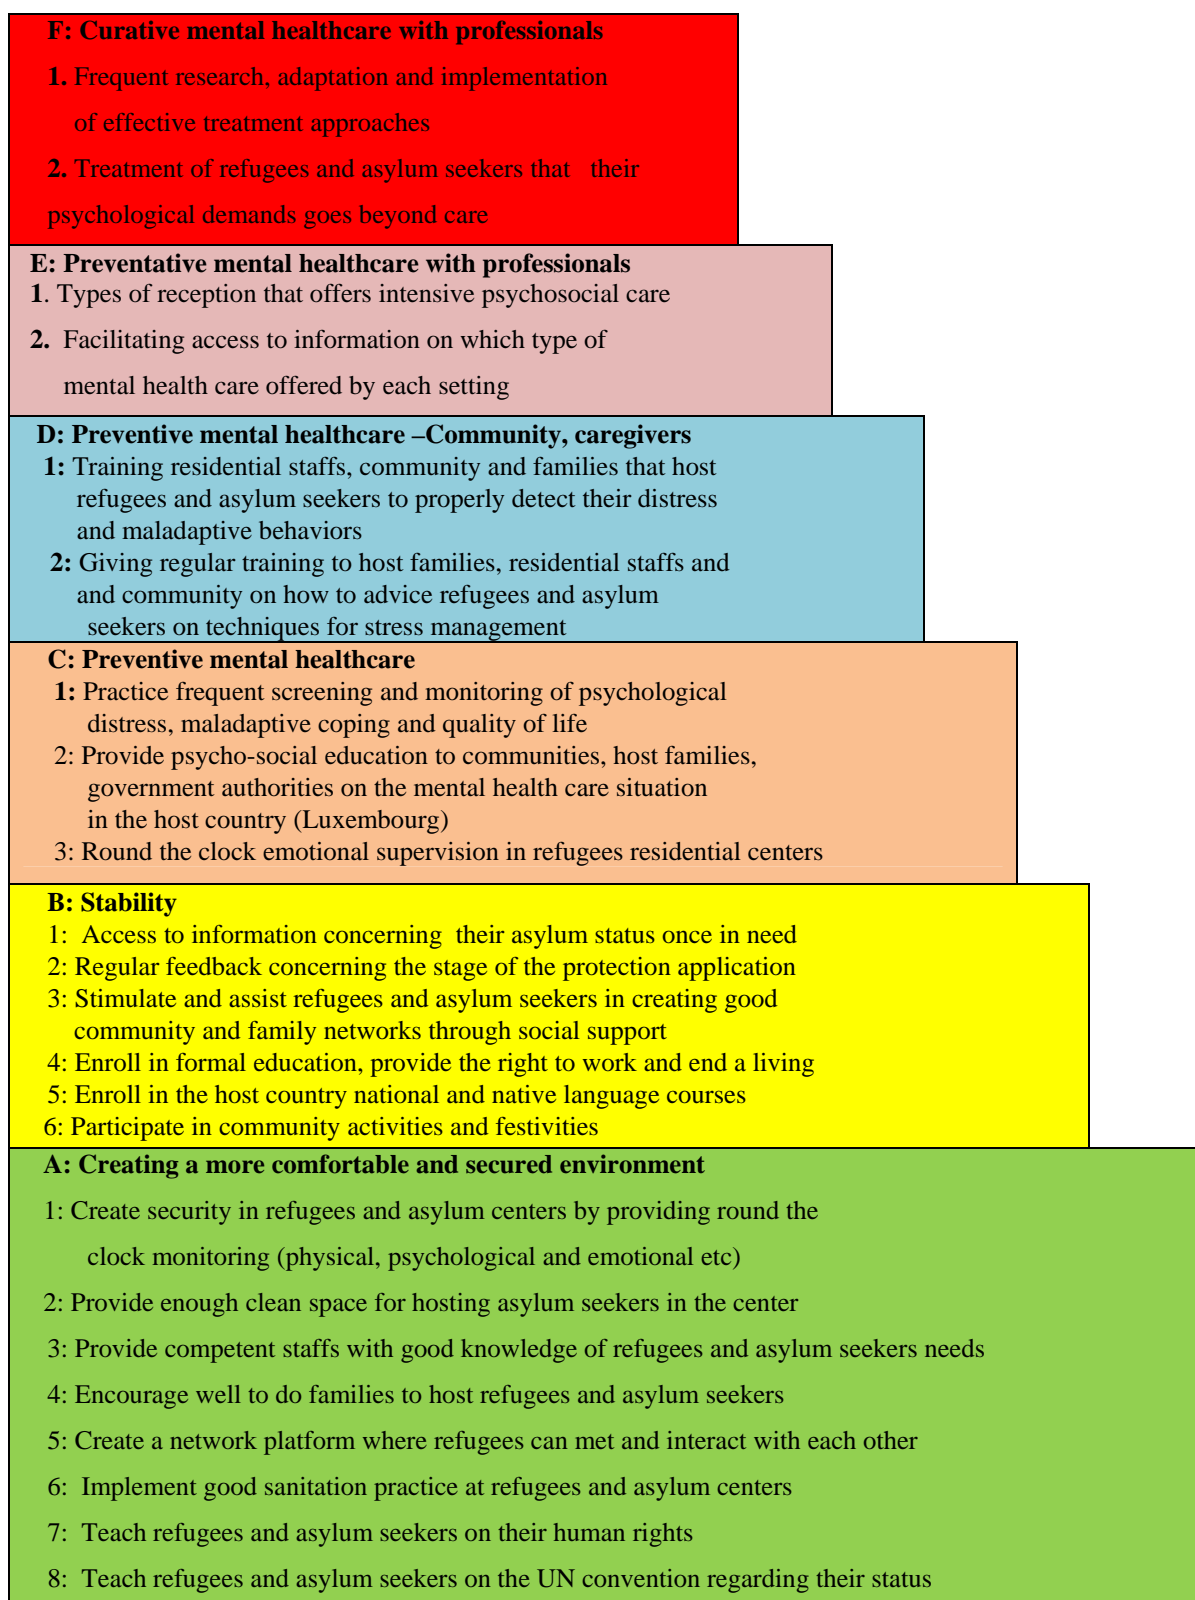 F: Curative mental healthcare with professionals
1. Frequent research, adaptation and implementation
of effective treatment approaches
2. Treatment of refugees and asylum seekers that their
psychological demands goes beyond care
E: Preventative mental healthcare with professionals
1. Types of reception that offers intensive psychosocial care
2. Facilitating access to information on which type of
mental health care offered by each setting
D: Preventive mental healthcare –Community, caregivers
1: Training residential staffs, community and families that host
refugees and asylum seekers to properly detect their distress
and maladaptive behaviors
2: Giving regular training to host families, residential staffs and
and community on how to advice refugees and asylum
seekers on techniques for stress management
C: Preventive mental healthcare
1: Practice frequent screening and monitoring of psychological
distress, maladaptive coping and quality of life
2: Provide psycho-social education to communities, host families,
government authorities on the mental health care situation
in the host country (Luxembourg)
3: Round the clock emotional supervision in refugees residential centers
B: Stability
1: Access to information concerning their asylum status once in need
2: Regular feedback concerning the stage of the protection application
3: Stimulate and assist refugees and asylum seekers in creating good
community and family networks through social support
4: Enroll in formal education, provide the right to work and end a living
5: Enroll in the host country national and native language courses
6: Participate in community activities and festivities
A: Creating a more comfortable and secured environment
1: Create security in refugees and asylum centers by providing round the
clock monitoring (physical, psychological and emotional etc)
2: Provide enough clean space for hosting asylum seekers in the center
3: Provide competent staffs with good knowledge of refugees and asylum seekers needs
4: Encourage well to do families to host refugees and asylum seekers
5: Create a network platform where refugees can met and interact with each other
6: Implement good sanitation practice at refugees and asylum centers
7: Teach refugees and asylum seekers on their human rights
8: Teach refugees and asylum seekers on the UN convention regarding their status